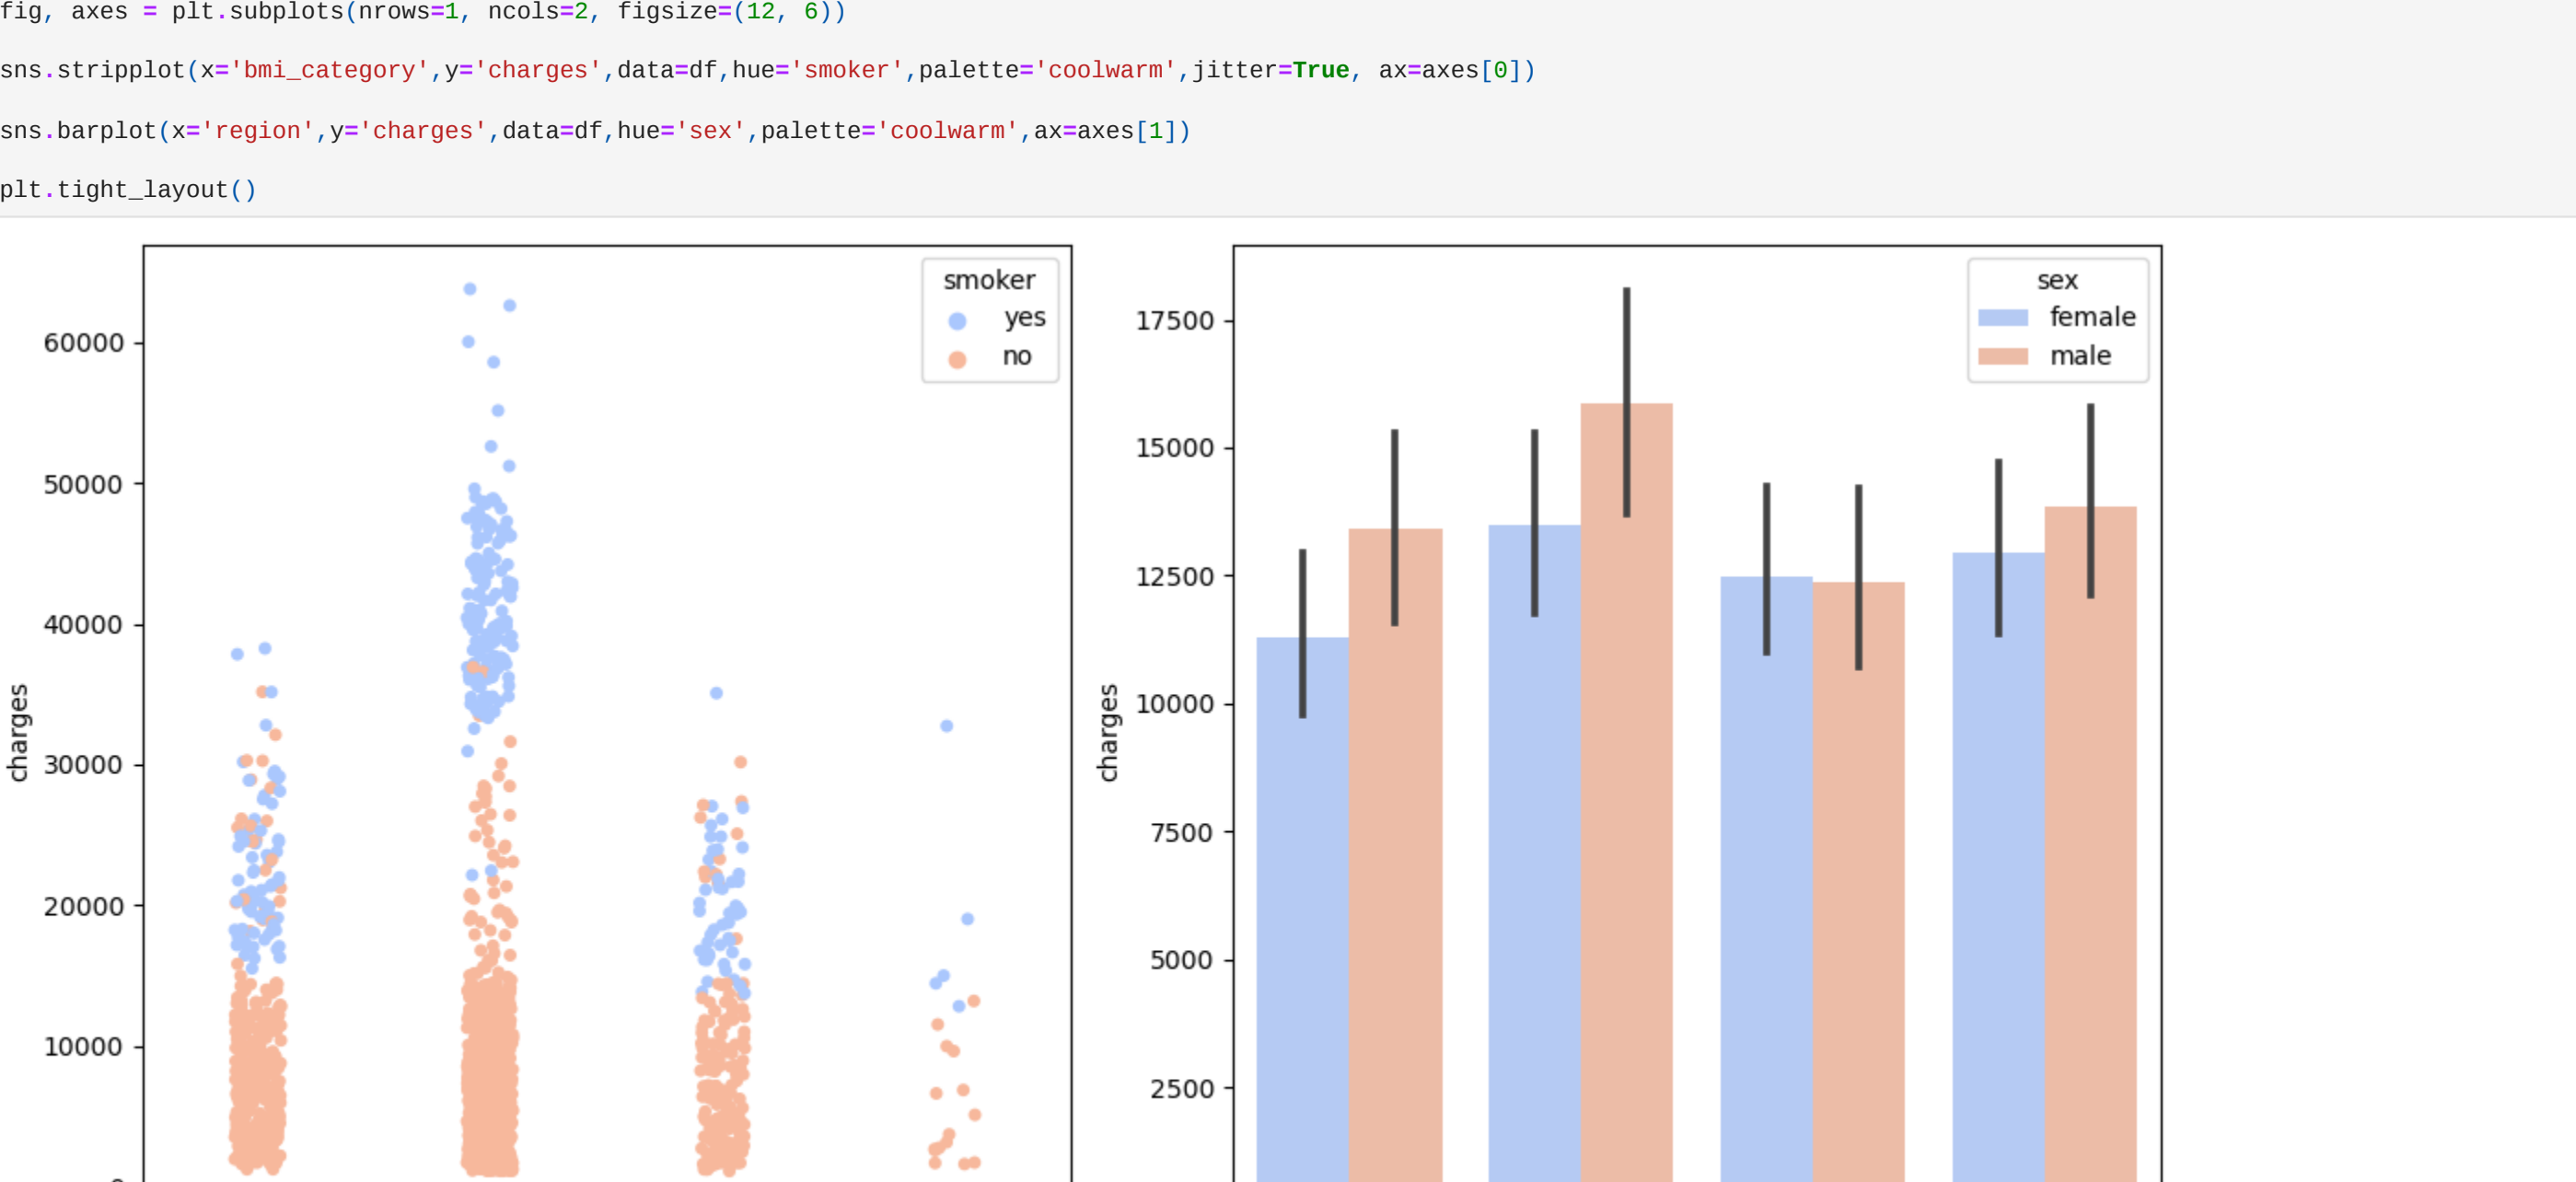 fig, axes = plt.subplots(nrows=1, ncols=2, figsize=(12, 6))
sns.stripplot(x='bmi_category',y='charges',data=df,hue='smoker',palette='coolwarm',jitter=True, ax=axes[0])
sns.barplot(x='region',y='charges',data=df,hue='sex',palette='coolwarm',ax=axes[1])
plt.tight_layout()
smoker
yes
no
60000
50000
40000
30000
20000
10000
charges
sex
female
male
17500
15000
12500
10000
7500
5000
2500
charges